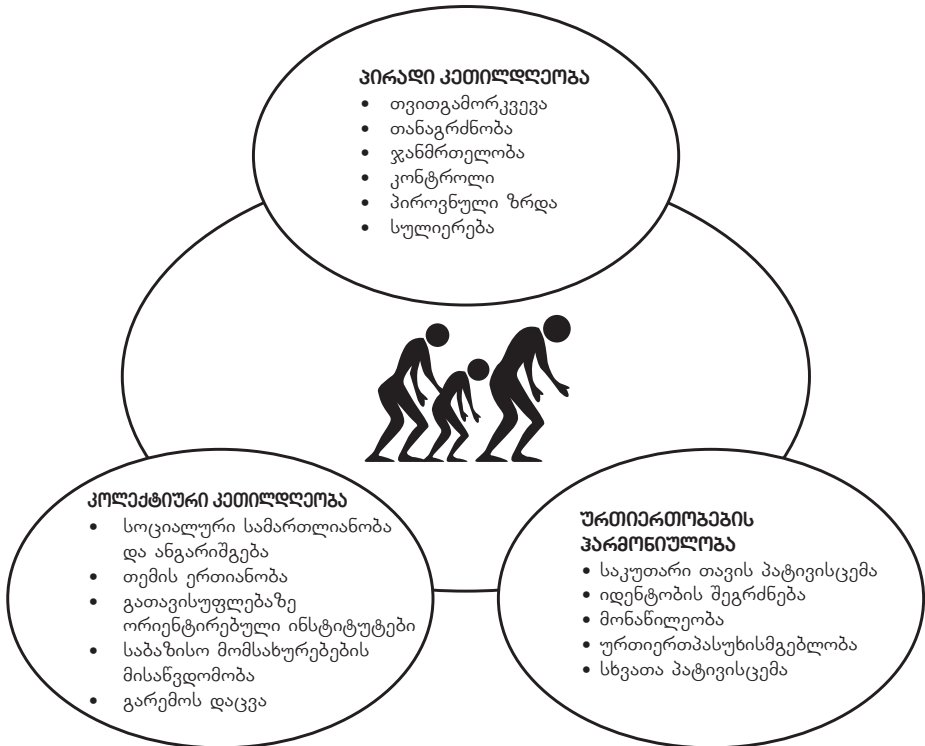 პირადი კეთილდღეობა
• თვითგამორკვევა
• თანაგრძნობა
• ჯანმრთელობა
• კონტროლი
• პიროვნული ზრდა
• სულიერება
კოლექტიური კეთილდღეობა
• სოციალური სამართლიანობა
და ანგარიშგება
• თემის ერთიანობა
• გათავისუფლებაზე
ორიენტირებული ინსტიტუტები
• საბაზისო მომსახურებების
მისაწვდომობა
• გარემოს დაცვა
ურთიერთობების
ჰარმონიულობა
• საკუთარი თავის პატივისცემა
• იდენტობის შეგრძნება
• მონაწილეობა
• ურთიერთპასუხისმგებლობა
• სხვათა პატივისცემა